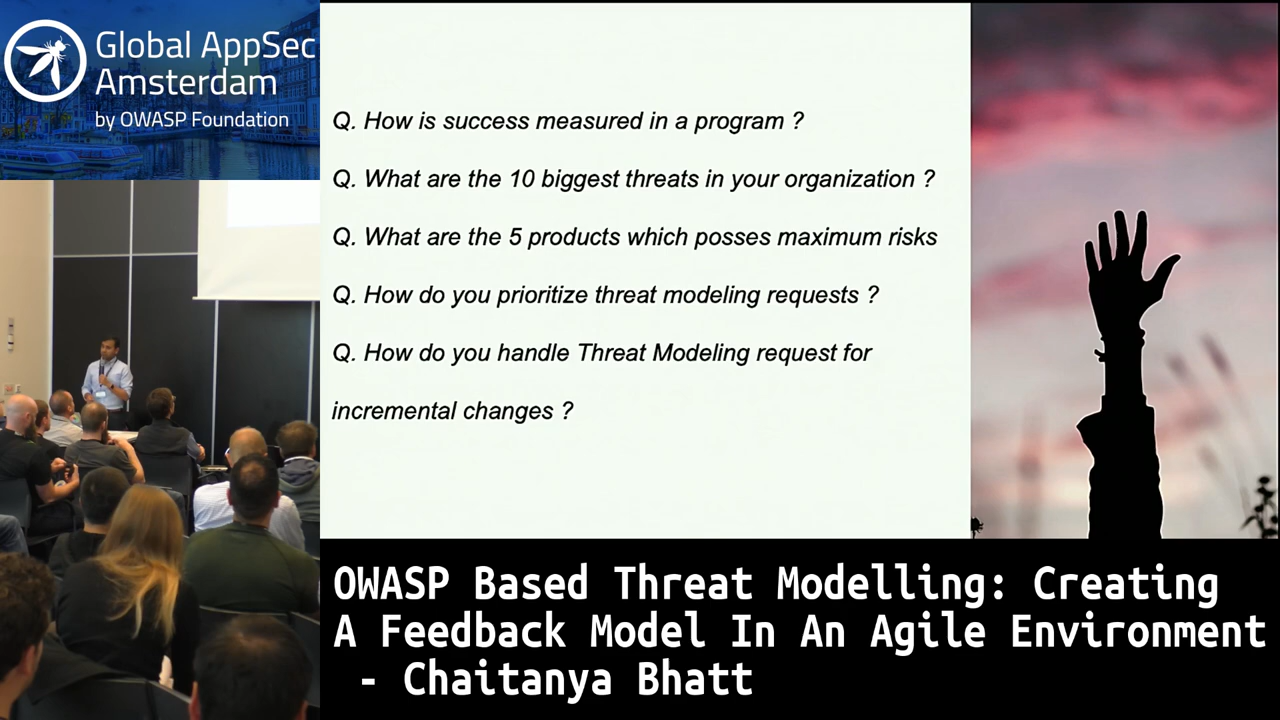 Global AppSec
Amsterdam
by OWASP Foundation
Q. How is success measured in a program ?
Q. What are the 10 biggest threats in your organization ?
Q. What are the 5 products which posses maximum risks
Q. How do you prioritize threat modeling requests ?
Q. How do you handle Threat Modeling request for
incremental changes ?
OWASP Based Threat Modelling: Creating
A Feedback Model In An Agile Environment
- Chaitanya Bhatt